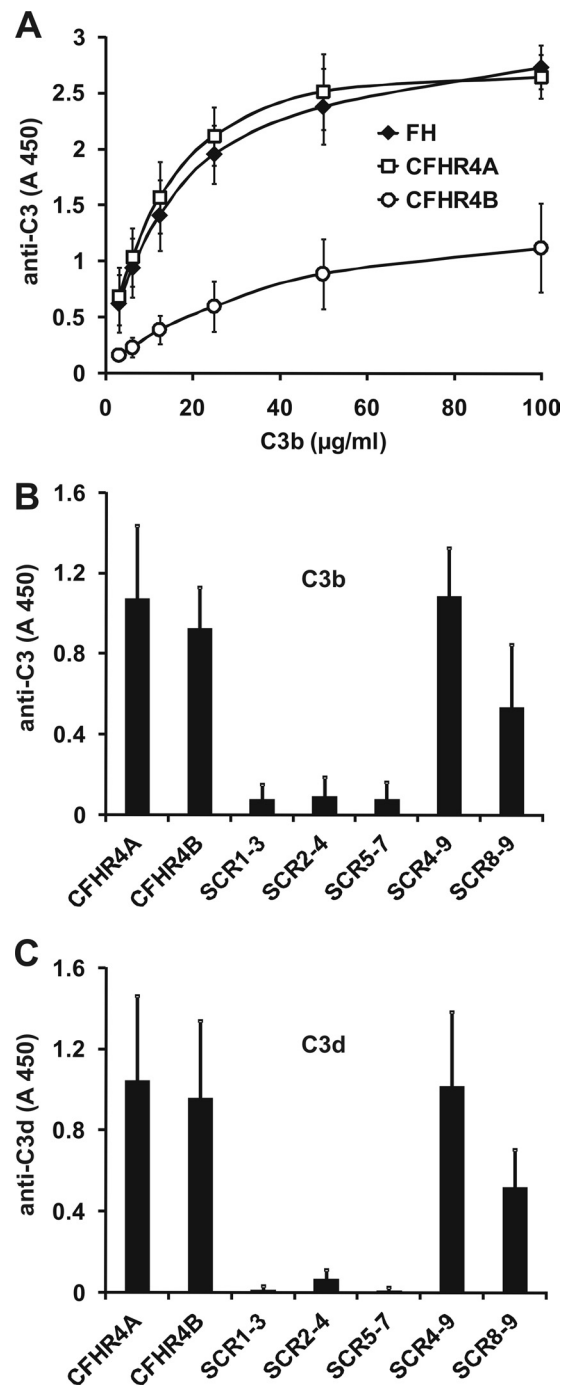 A
3
2.5
2
1.5
1
0.5
0
anti-C3 (A 450)
FH
CFHR4A
CFHR4B
0 20 40 60 80 100
C3b (µg/ml)
B
1.6
1.2
0.8
0.4
0
anti-C3 (A 450)
C3b
CFHR4A CFHR4B SCR1-3 SCR2-4 SCR5-7 SCR4-9 SCR8-9
C
1.6
1.2
0.8
0.4
0
anti-C3d (A 450)
C3d
CFHR4A CFHR4B SCR1-3 SCR2-4 SCR5-7 SCR4-9 SCR8-9